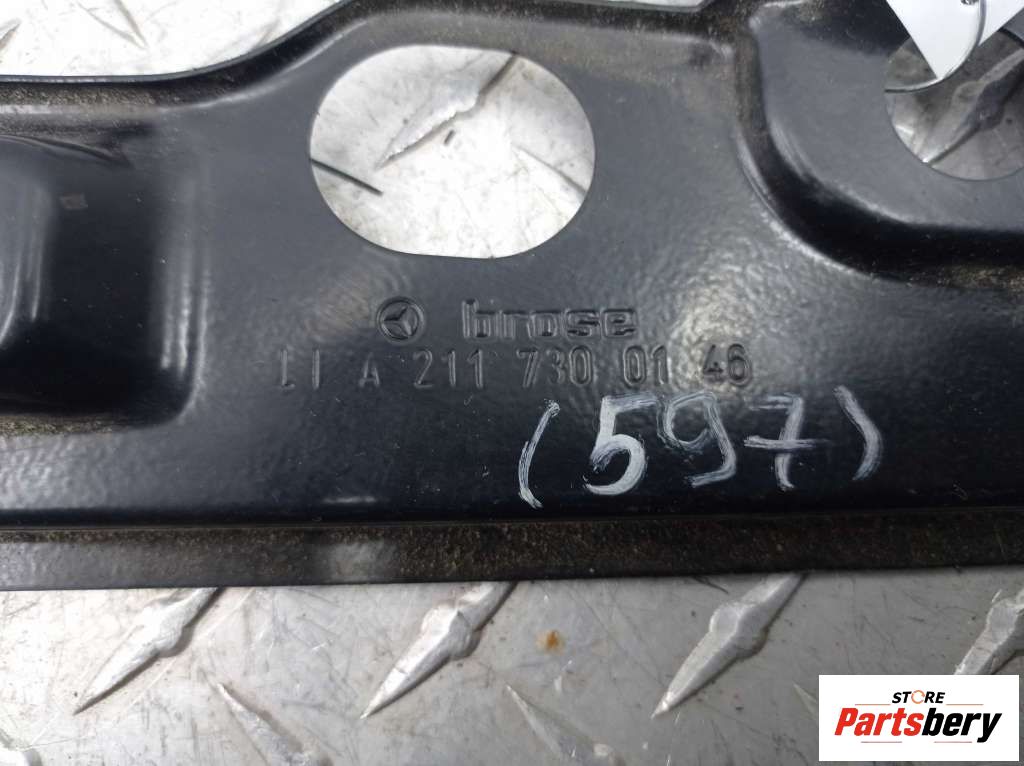 brose
LI A 211 730 01 46
(597)
STORE
Partsbery